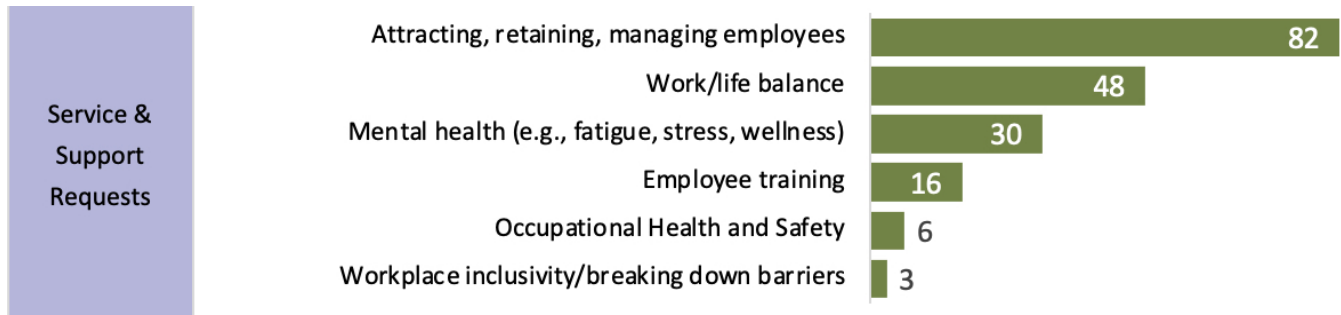 Service &
Support
Requests
Attracting, retaining, managing employees 82
Work/life balance 48
Mental health (e.g., fatigue, stress, wellness) 30
Employee training 16
Occupational Health and Safety 6
Workplace inclusivity/breaking down barriers 3